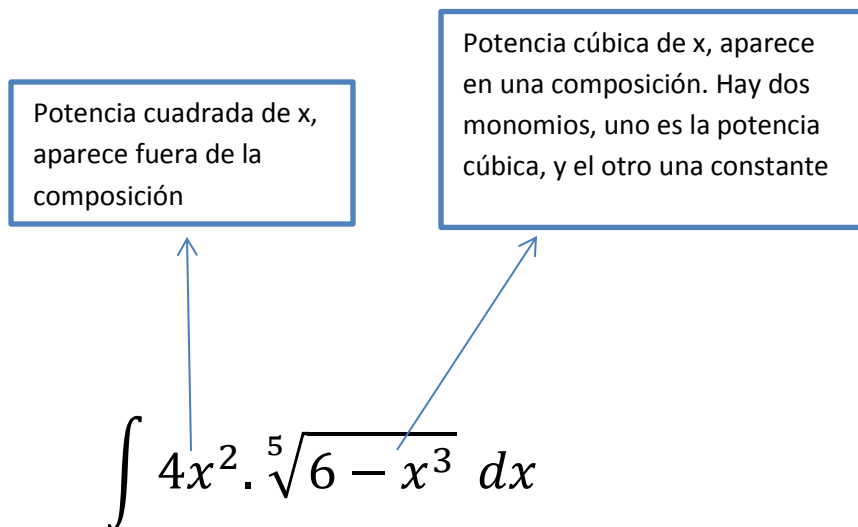 Potencia cúbica de x, aparece
en una composición. Hay dos
monomios, uno es la potencia
cúbica, y el otro una constante
Potencia cuadrada de x,
aparece fuera de la
composición
∫ 4x². ⁵√(6 − x³) dx